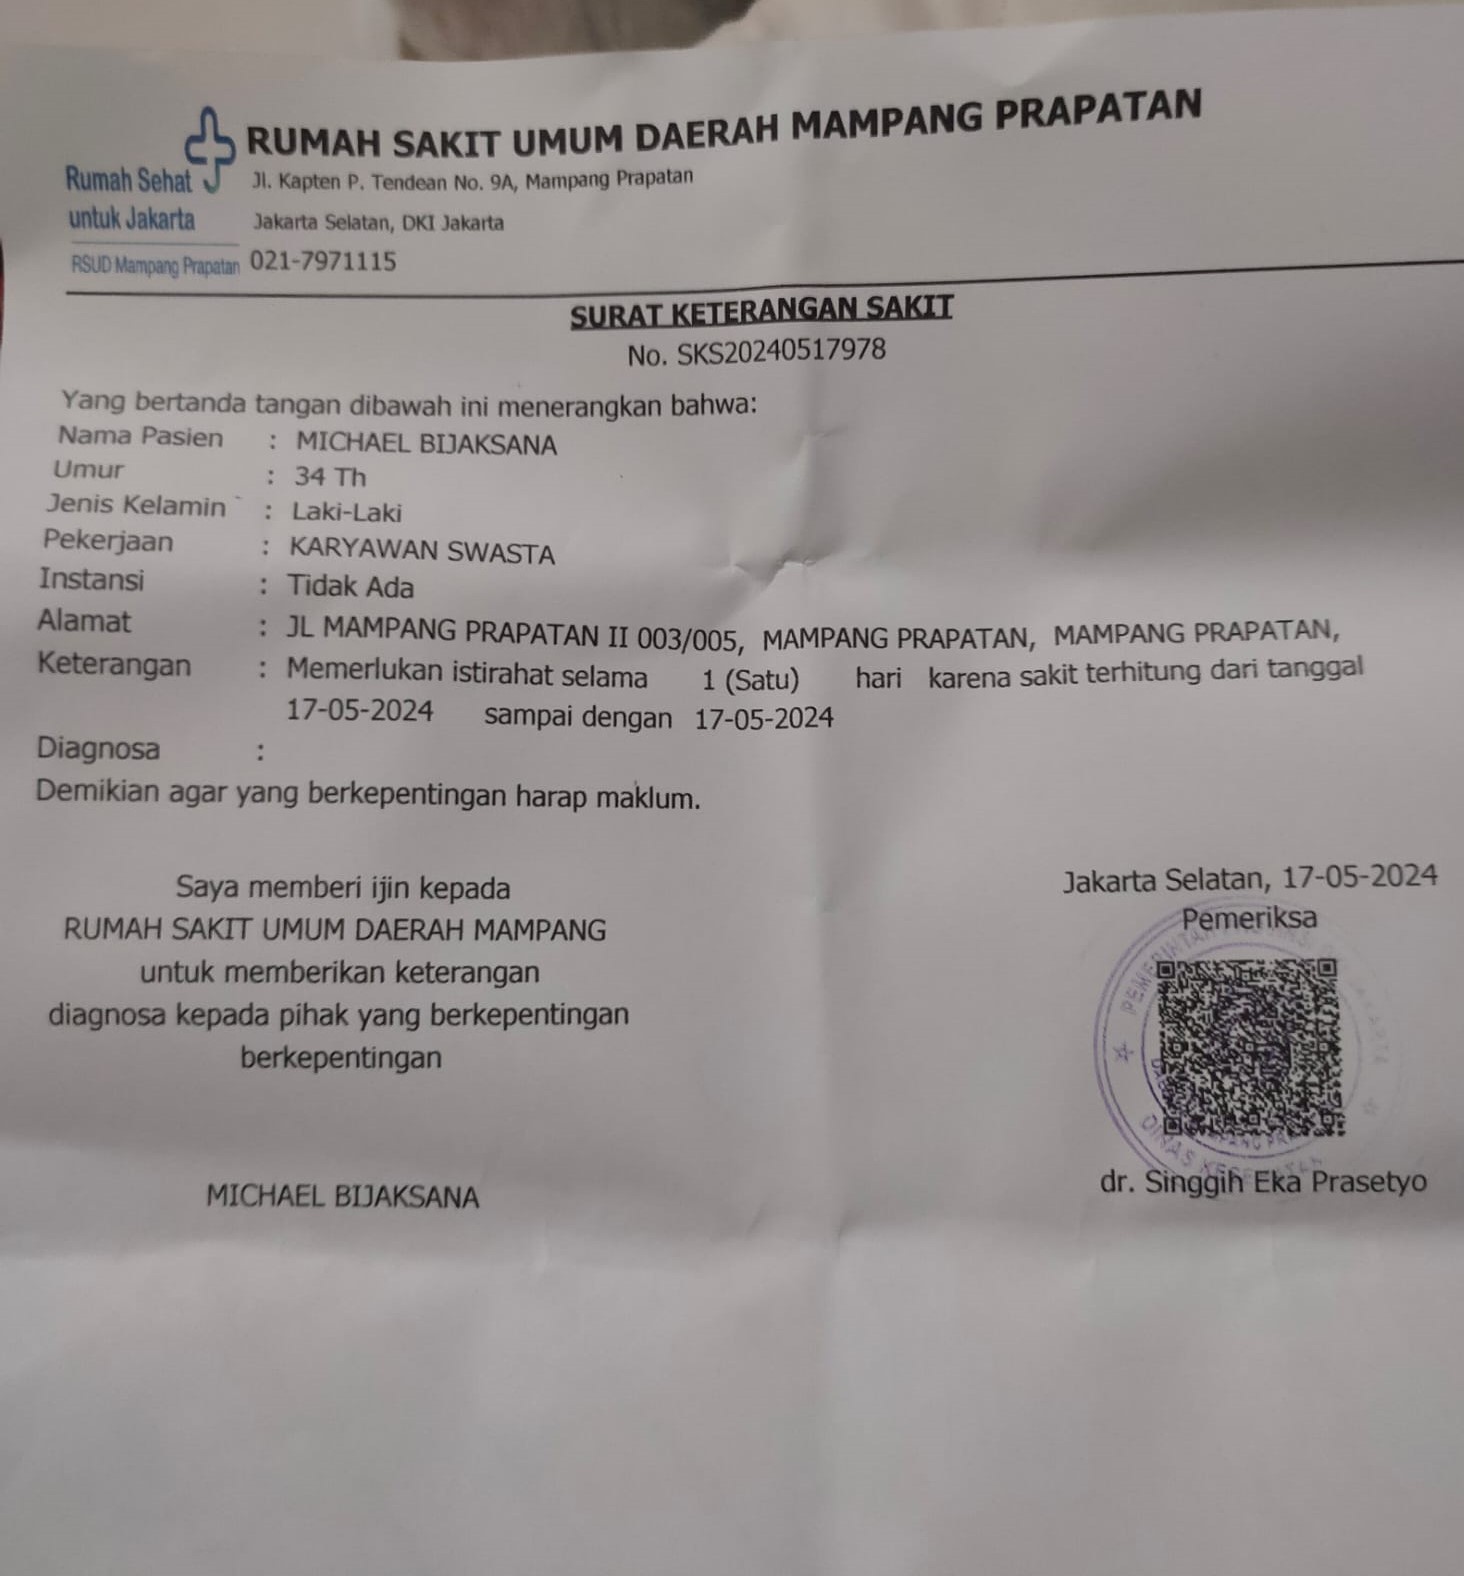 RUMAH SAKIT UMUM DAERAH MAMPANG PRAPATAN
Rumah Sehat
untuk Jakarta
RSUD Mampang Prapatan
Jl. Kapten P. Tendean No. 9A, Mampang Prapatan
Jakarta Selatan, DKI Jakarta
021-7971115
SURAT KETERANGAN SAKIT
No. SKS20240517978
Yang bertanda tangan dibawah ini menerangkan bahwa:
Nama Pasien : MICHAEL BIJAKSANA
Umur : 34 Th
Jenis Kelamin : Laki-Laki
Pekerjaan : KARYAWAN SWASTA
Instansi : Tidak Ada
Alamat : JL MAMPANG PRAPATAN II 003/005, MAMPANG PRAPATAN, MAMPANG PRAPATAN,
Keterangan : Memerlukan istirahat selama 1 (Satu) hari karena sakit terhitung dari tanggal
17-05-2024 sampai dengan 17-05-2024
Diagnosa :
Demikian agar yang berkepentingan harap maklum.
Saya memberi ijin kepada
RUMAH SAKIT UMUM DAERAH MAMPANG
untuk memberikan keterangan
diagnosa kepada pihak yang berkepentingan
berkepentingan
MICHAEL BIJAKSANA
Jakarta Selatan, 17-05-2024
Pemeriksa
DINAS KESEHATAN
dr. Singgih Eka Prasetyo